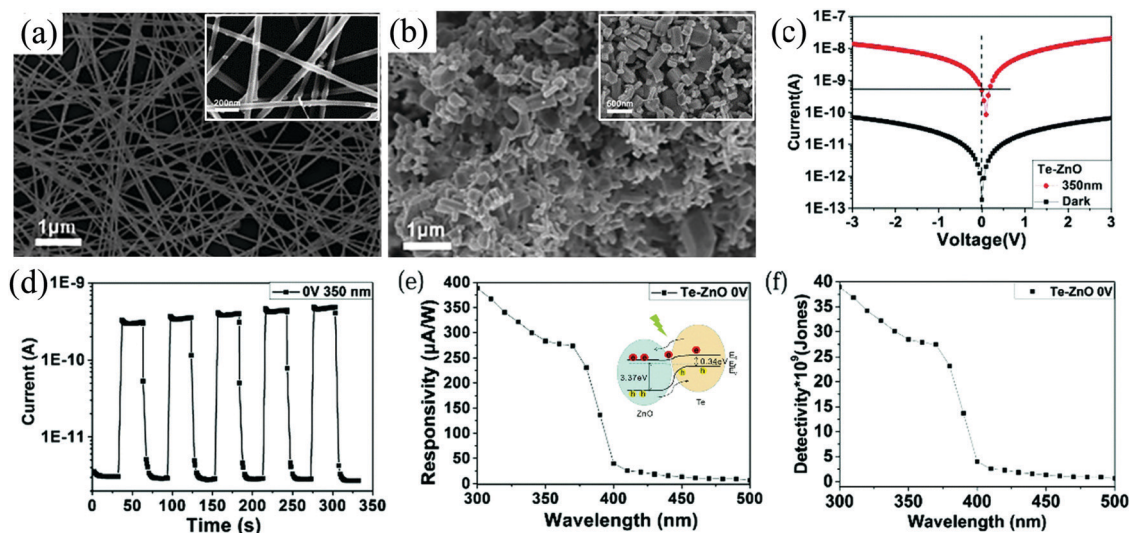 (a)
200nm
1μm
(b)
600nm
1μm
(c)
Current(A)
1E-7
1E-8
1E-9
1E-10
1E-11
1E-12
1E-13
Te-ZnO
350nm
Dark
-3 -2 -1 0 1 2 3
Voltage(V)
(d)
Current (A)
1E-9
1E-10
1E-11
0V 350 nm
0 50 100 150 200 250 300 350
Time (s)
(e)
Responsivity (μA/W)
400
350
300
250
200
150
100
50
0
Te-ZnO 0V
0.34eV
3.37eV
h h
h h
ZnO
Te
300 350 400 450 500
Wavelength (nm)
(f)
Detectivity*10⁹(Jones)
40
35
30
25
20
15
10
5
0
Te-ZnO 0V
300 350 400 450 500
Wavelength (nm)